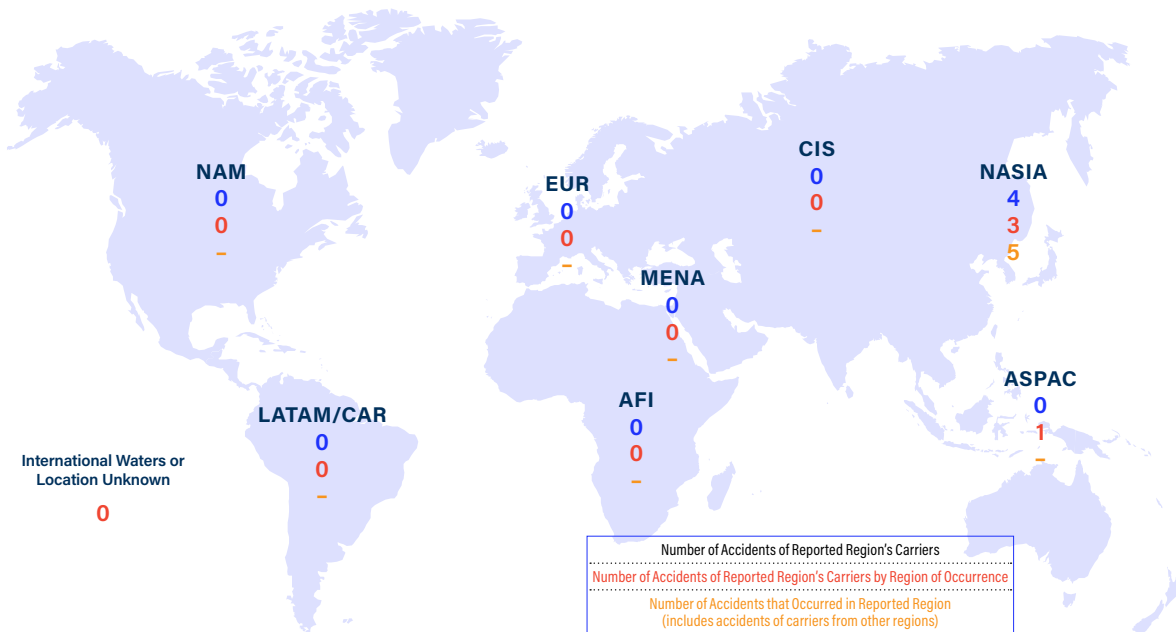 NAM
0
0
–
EUR
0
0
–
CIS
0
0
–
NASIA
4
3
5
MENA
0
0
–
LATAM/CAR
0
0
–
AFI
0
0
–
ASPAC
0
1
–
International Waters or
Location Unknown
0
Number of Accidents of Reported Region's Carriers
Number of Accidents of Reported Region's Carriers by Region of Occurrence
Number of Accidents that Occurred in Reported Region
(includes accidents of carriers from other regions)